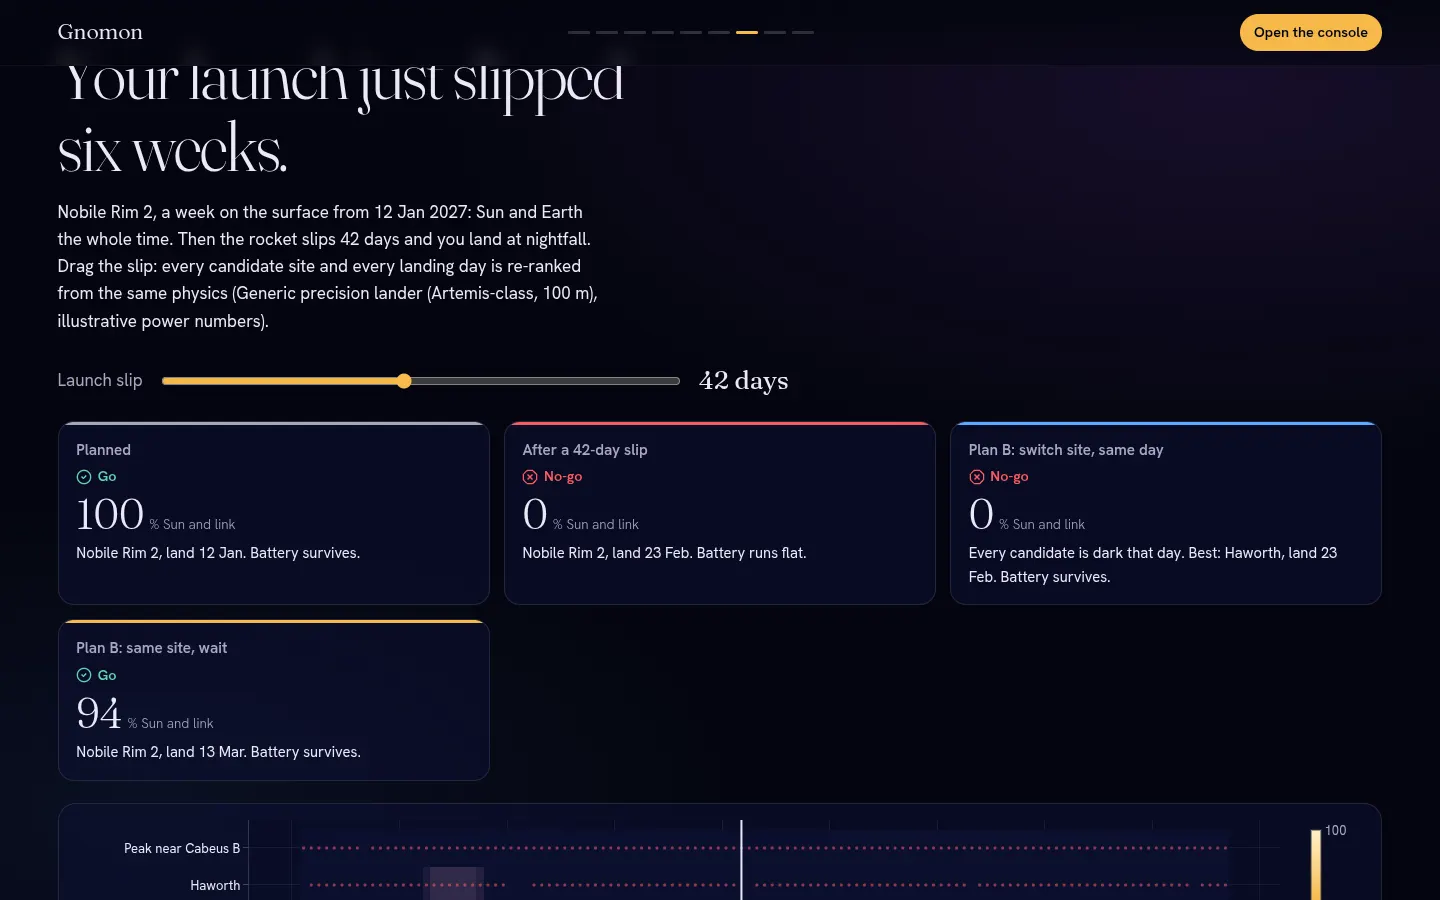 Gnomon
Open the console
Your launch just slipped
six weeks.
Nobile Rim 2, a week on the surface from 12 Jan 2027: Sun and Earth
the whole time. Then the rocket slips 42 days and you land at nightfall.
Drag the slip: every candidate site and every landing day is re-ranked
from the same physics (Generic precision lander (Artemis-class, 100 m),
illustrative power numbers).
Launch slip
42 days
Planned
Go
100 % Sun and link
Nobile Rim 2, land 12 Jan. Battery survives.
After a 42-day slip
No-go
0 % Sun and link
Nobile Rim 2, land 23 Feb. Battery runs flat.
Plan B: switch site, same day
No-go
0 % Sun and link
Every candidate is dark that day. Best: Haworth, land 23
Feb. Battery survives.
Plan B: same site, wait
Go
94 % Sun and link
Nobile Rim 2, land 13 Mar. Battery survives.
Peak near Cabeus B
Haworth
100